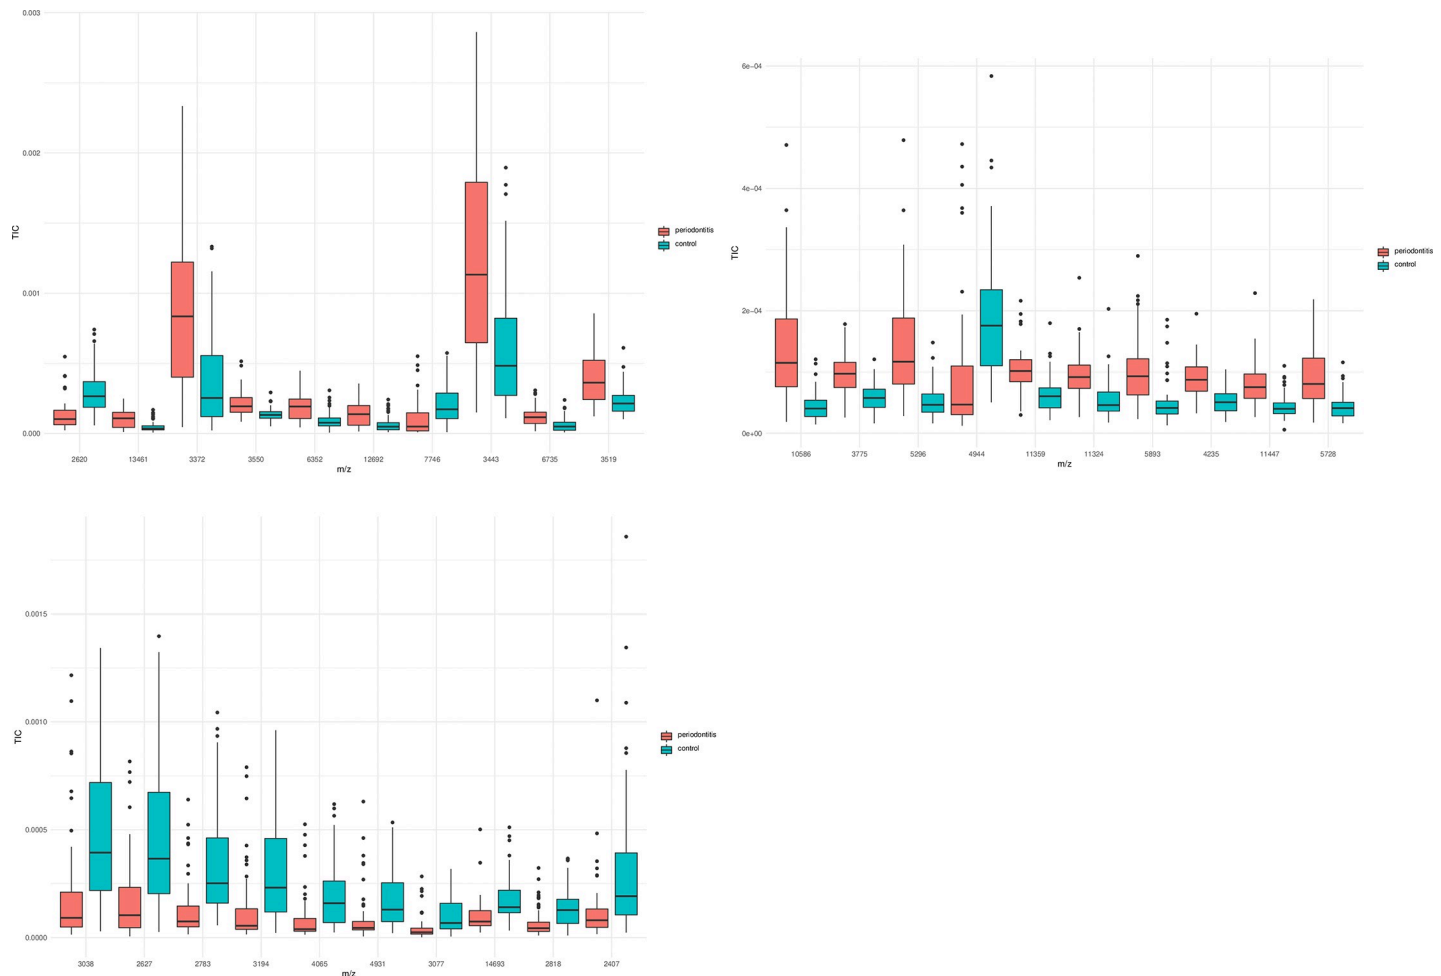 0.003
0.002
0.001
0.000
TIC
2620 13461 3372 3550 6352 12692 7746 3443 6735 3519
m/z
periodontitis
control
6e−04
4e−04
2e−04
0e+00
TIC
10586 3775 5296 4944 11359 11324 5893 4235 11447 5728
m/z
periodontitis
control
0.0015
0.0010
0.0005
0.0000
TIC
3038 2627 2783 3194 4065 4931 3077 14693 2818 2407
m/z
periodontitis
control